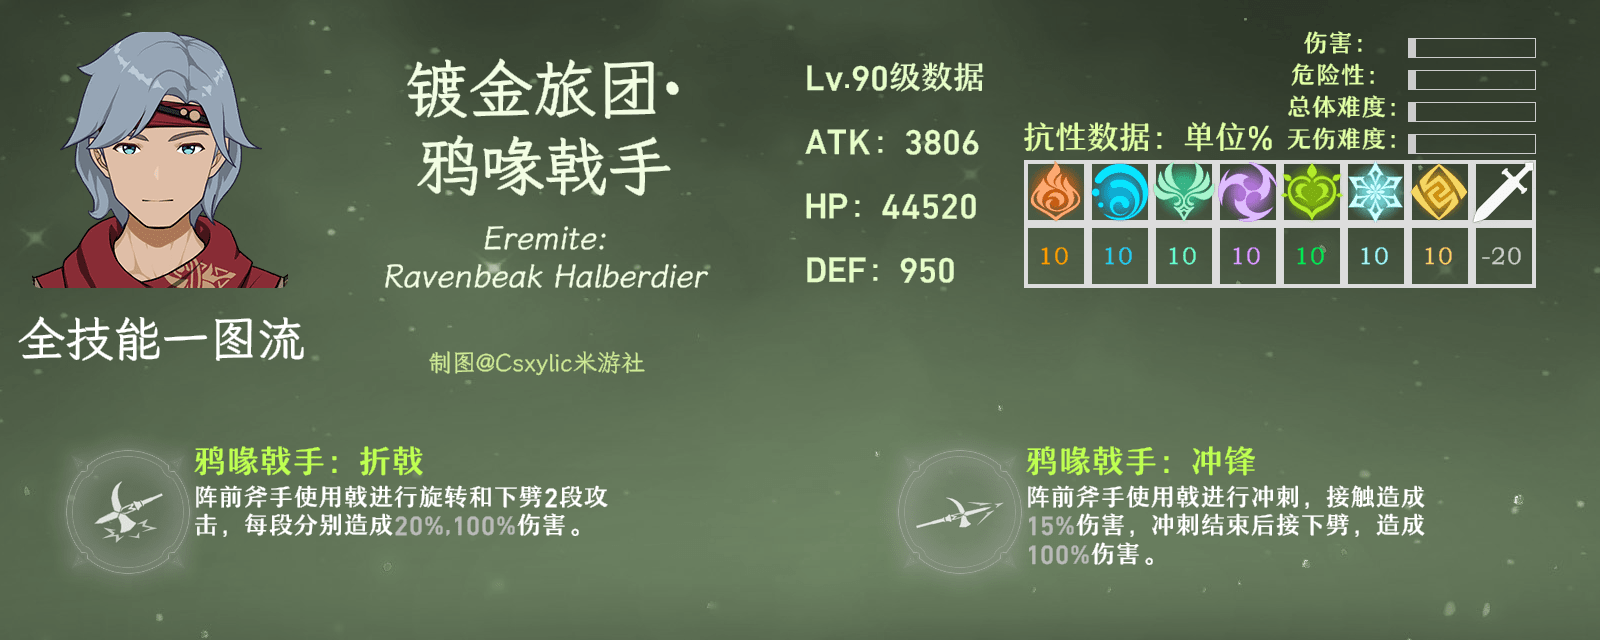 镀金旅团·
鸦喙戟手
Eremite:
Ravenbeak Halberdier
全技能一图流
制图@Csxylic米游社
Lv.90级数据
ATK：3806
HP：44520
DEF：950
伤害：
危险性：
总体难度：
无伤难度：
抗性数据：单位%
10 10 10 10 10 10 10 -20
鸦喙戟手：折戟
阵前斧手使用戟进行旋转和下劈2段攻
击，每段分别造成20%,100%伤害。
鸦喙戟手：冲锋
阵前斧手使用戟进行冲刺，接触造成
15%伤害，冲刺结束后接下劈，造成
100%伤害。